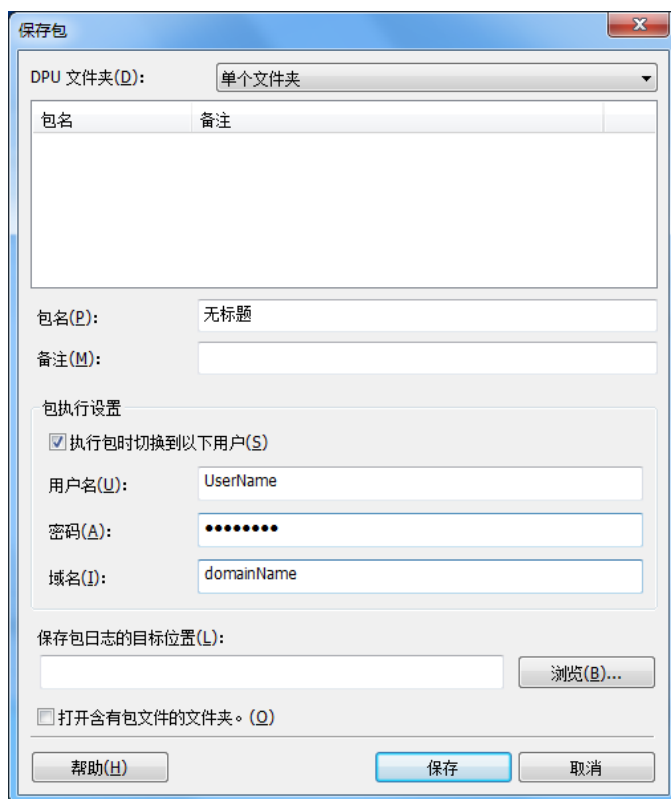 保存包
DPU 文件夹(D):
单个文件夹
包名 备注
包名(P): 无标题
备注(M):
包执行设置
执行包时切换到以下用户(S)
用户名(U): UserName
密码(A): ●●●●●●●●
域名(I): domainName
保存包日志的目标位置(L):
浏览(B)...
打开含有包文件的文件夹。(O)
帮助(H) 保存 取消